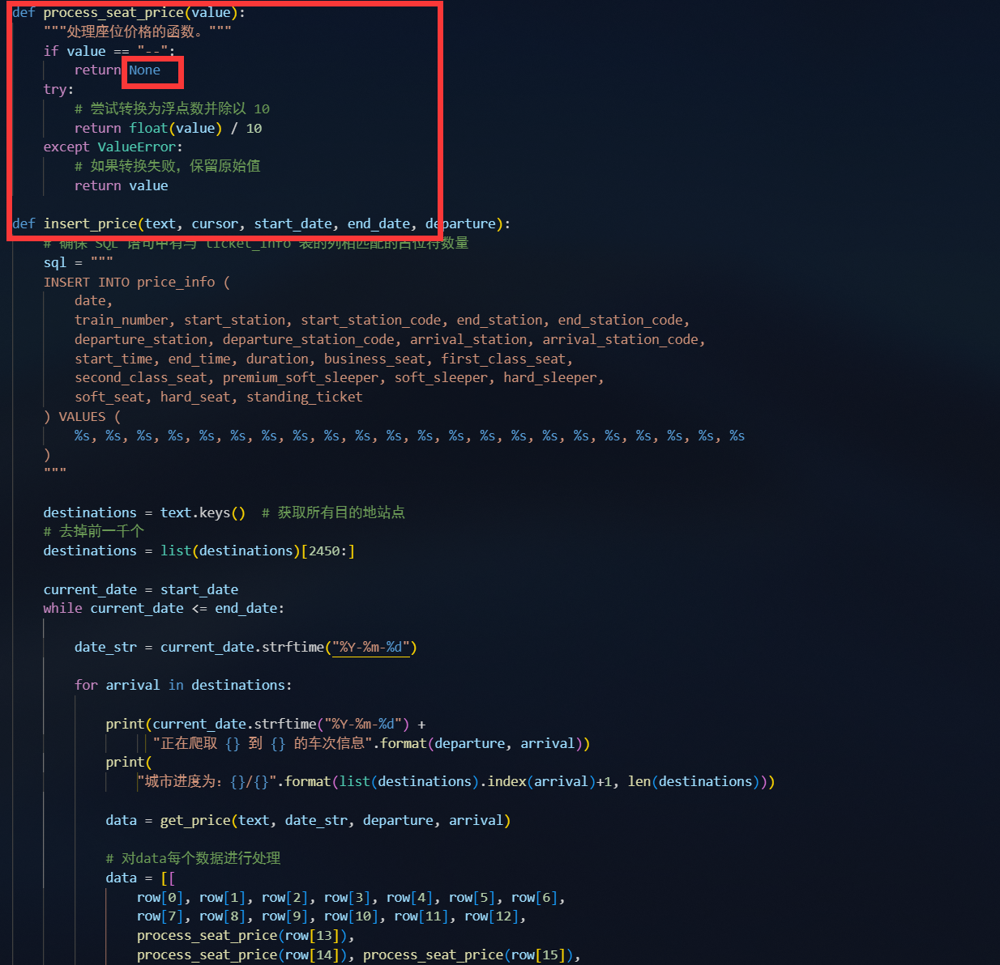 def process_seat_price(value):
"""处理座位价格的函数。"""
if value == "--":
return None
try:
# 尝试转换为浮点数并除以 10
return float(value) / 10
except ValueError:
# 如果转换失败，保留原始值
return value
def insert_price(text, cursor, start_date, end_date, departure):
# 确保 SQL 语句中有与 ticket_info 表的列相匹配的占位符数量
sql = """
INSERT INTO price_info (
date,
train_number, start_station, start_station_code, end_station, end_station_code,
departure_station, departure_station_code, arrival_station, arrival_station_code,
start_time, end_time, duration, business_seat, first_class_seat,
second_class_seat, premium_soft_sleeper, soft_sleeper, hard_sleeper,
soft_seat, hard_seat, standing_ticket
) VALUES (
%s, %s, %s, %s, %s, %s, %s, %s, %s, %s, %s, %s, %s, %s, %s, %s, %s, %s, %s, %s, %s, %s
)
"""
destinations = text.keys()  # 获取所有目的地站点
# 去掉前一千个
destinations = list(destinations)[2450:]
current_date = start_date
while current_date <= end_date:
date_str = current_date.strftime("%Y-%m-%d")
for arrival in destinations:
print(current_date.strftime("%Y-%m-%d") +
"正在爬取 {} 到 {} 的车次信息".format(departure, arrival))
print(
"城市进度为：{}/{}".format(list(destinations).index(arrival)+1, len(destinations)))
data = get_price(text, date_str, departure, arrival)
# 对data每个数据进行处理
data = [[
row[0], row[1], row[2], row[3], row[4], row[5], row[6],
row[7], row[8], row[9], row[10], row[11], row[12],
process_seat_price(row[13]),
process_seat_price(row[14]), process_seat_price(row[15]),